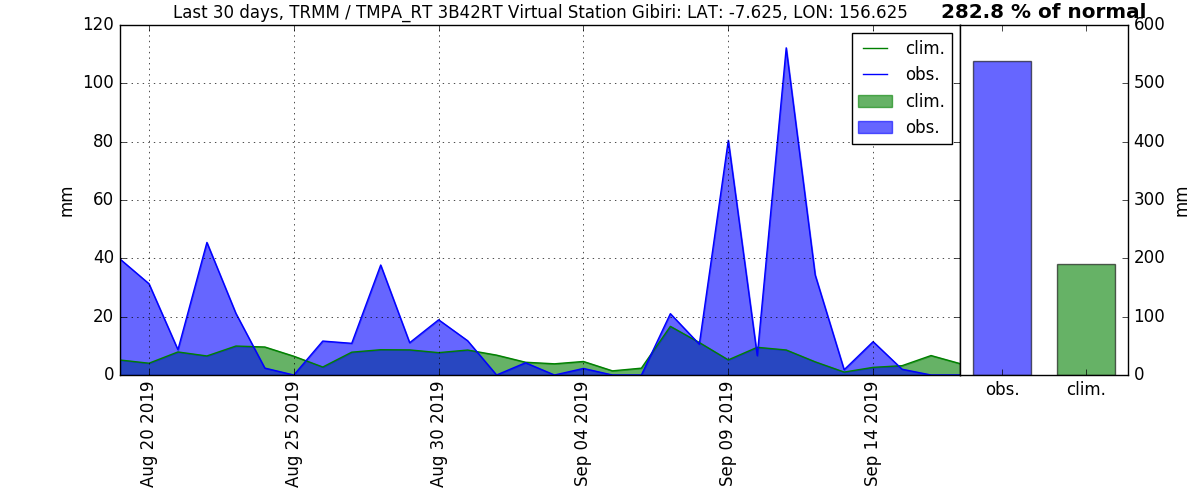 Last 30 days, TRMM / TMPA_RT 3B42RT Virtual Station Gibiri: LAT: -7.625, LON: 156.625
282.8 % of normal
120
100
80
60
40
20
0
mm
clim.
obs.
clim.
obs.
Aug 20 2019
Aug 25 2019
Aug 30 2019
Sep 04 2019
Sep 09 2019
Sep 14 2019
600
500
400
300
200
100
0
mm
obs.
clim.